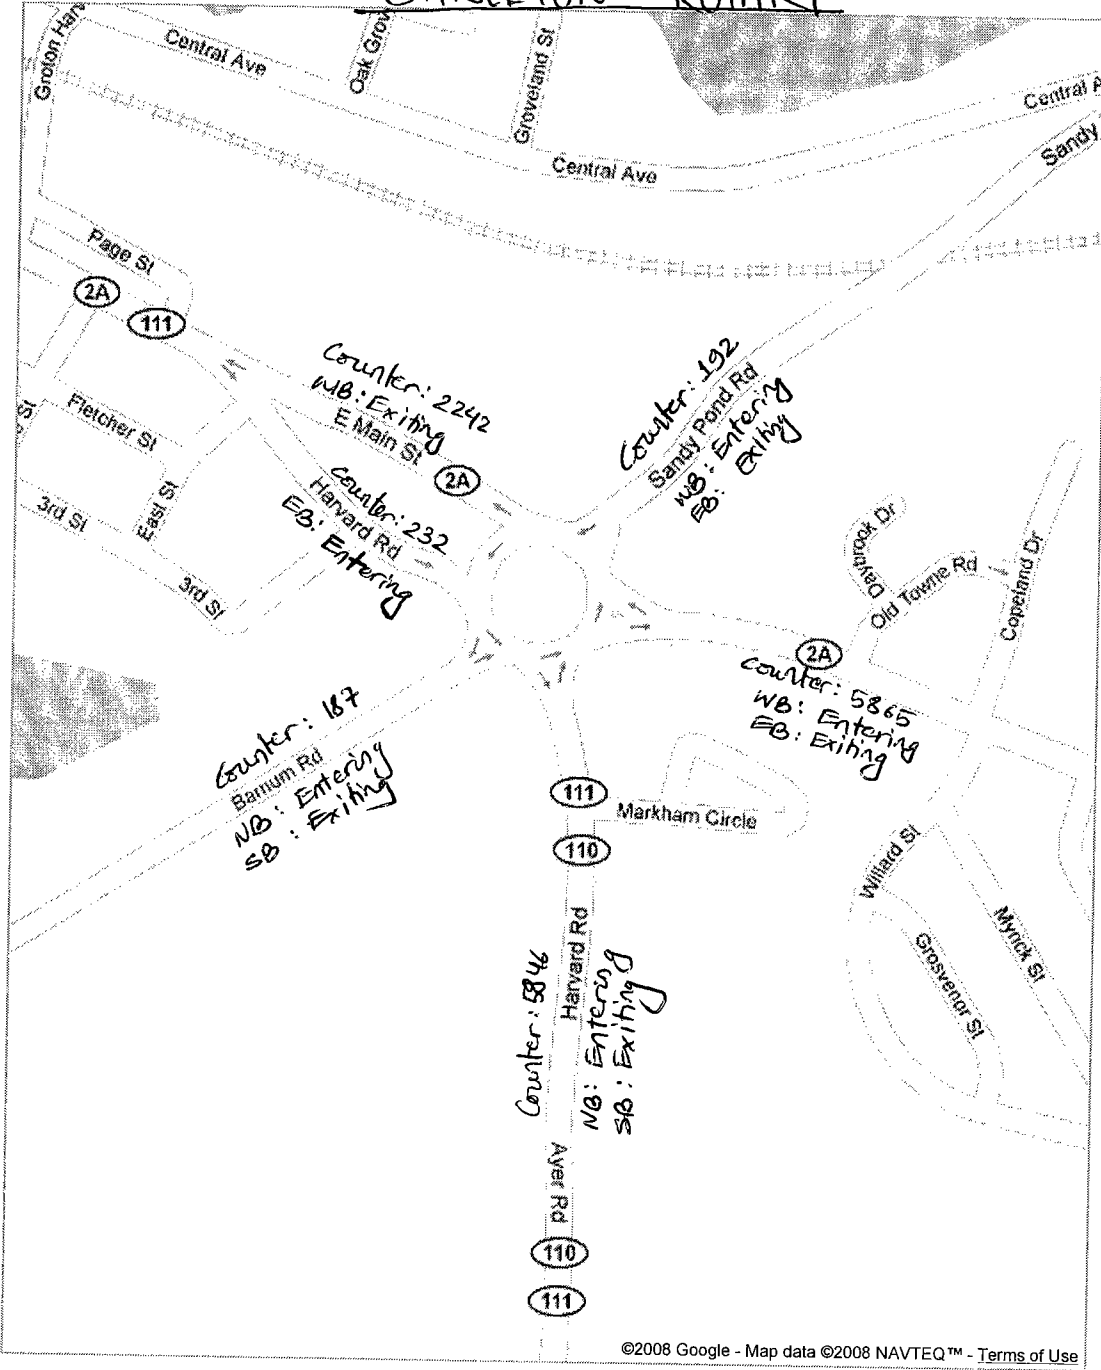 CARLETON ROTARY
Groton Harv
Central Ave
Oak Grov
Groveland St
Central A
Sandy
Central Ave
Page St
2A
111
Counter: 2242
WB: Exiting
E Main St
2A
Counter: 192
Sandy Pond Rd
WB: Entering
EB: Exiting
St
Fletcher St
3rd St
East St
3rd St
Counter: 232
Harvard Rd
EB: Entering
Daybrook Dr
Old Towne Rd
Copeland Dr
2A
Counter: 5865
WB: Entering
EB: Exiting
Counter: 187
Barnum Rd
NB: Entering
SB: Exiting
111
Markham Circle
110
Willard St
Myrick St
Grosvenor St
Counter: 5846
Harvard Rd
NB: Entering
SB: Exiting
Ayer Rd
110
111
©2008 Google - Map data ©2008 NAVTEQ™ - Terms of Use